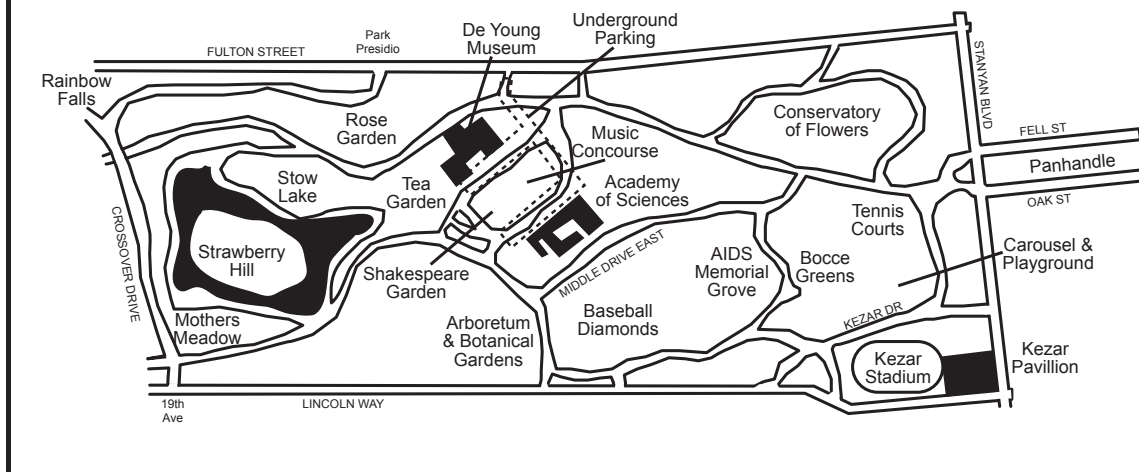 De Young
Museum
Underground
Parking
Park
Presidio
FULTON STREET
Rainbow
Falls
STANYAN BLVD
Rose
Garden
Music
Concourse
Conservatory
of Flowers
FELL ST
Panhandle
OAK ST
Stow
Lake
Tea
Garden
Academy
of Sciences
Tennis
Courts
CROSSOVER DRIVE
Strawberry
Hill
Shakespeare
Garden
MIDDLE DRIVE EAST
AIDS
Memorial
Grove
Bocce
Greens
Carousel &
Playground
Mothers
Meadow
Arboretum
& Botanical
Gardens
Baseball
Diamonds
KEZAR DR
Kezar
Stadium
Kezar
Pavillion
19th
Ave
LINCOLN WAY